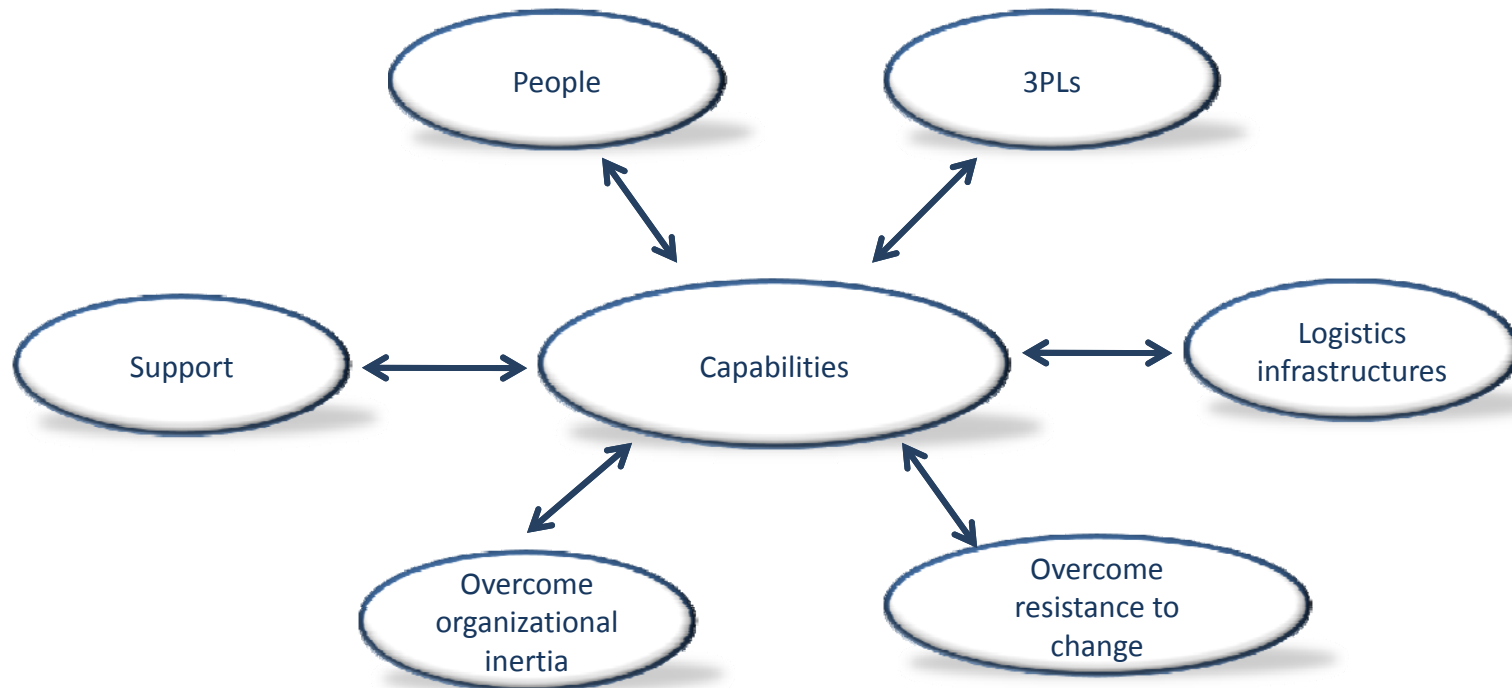 People
3PLs
Support
Capabilities
Logistics
infrastructures
Overcome
organizational
inertia
Overcome
resistance to
change